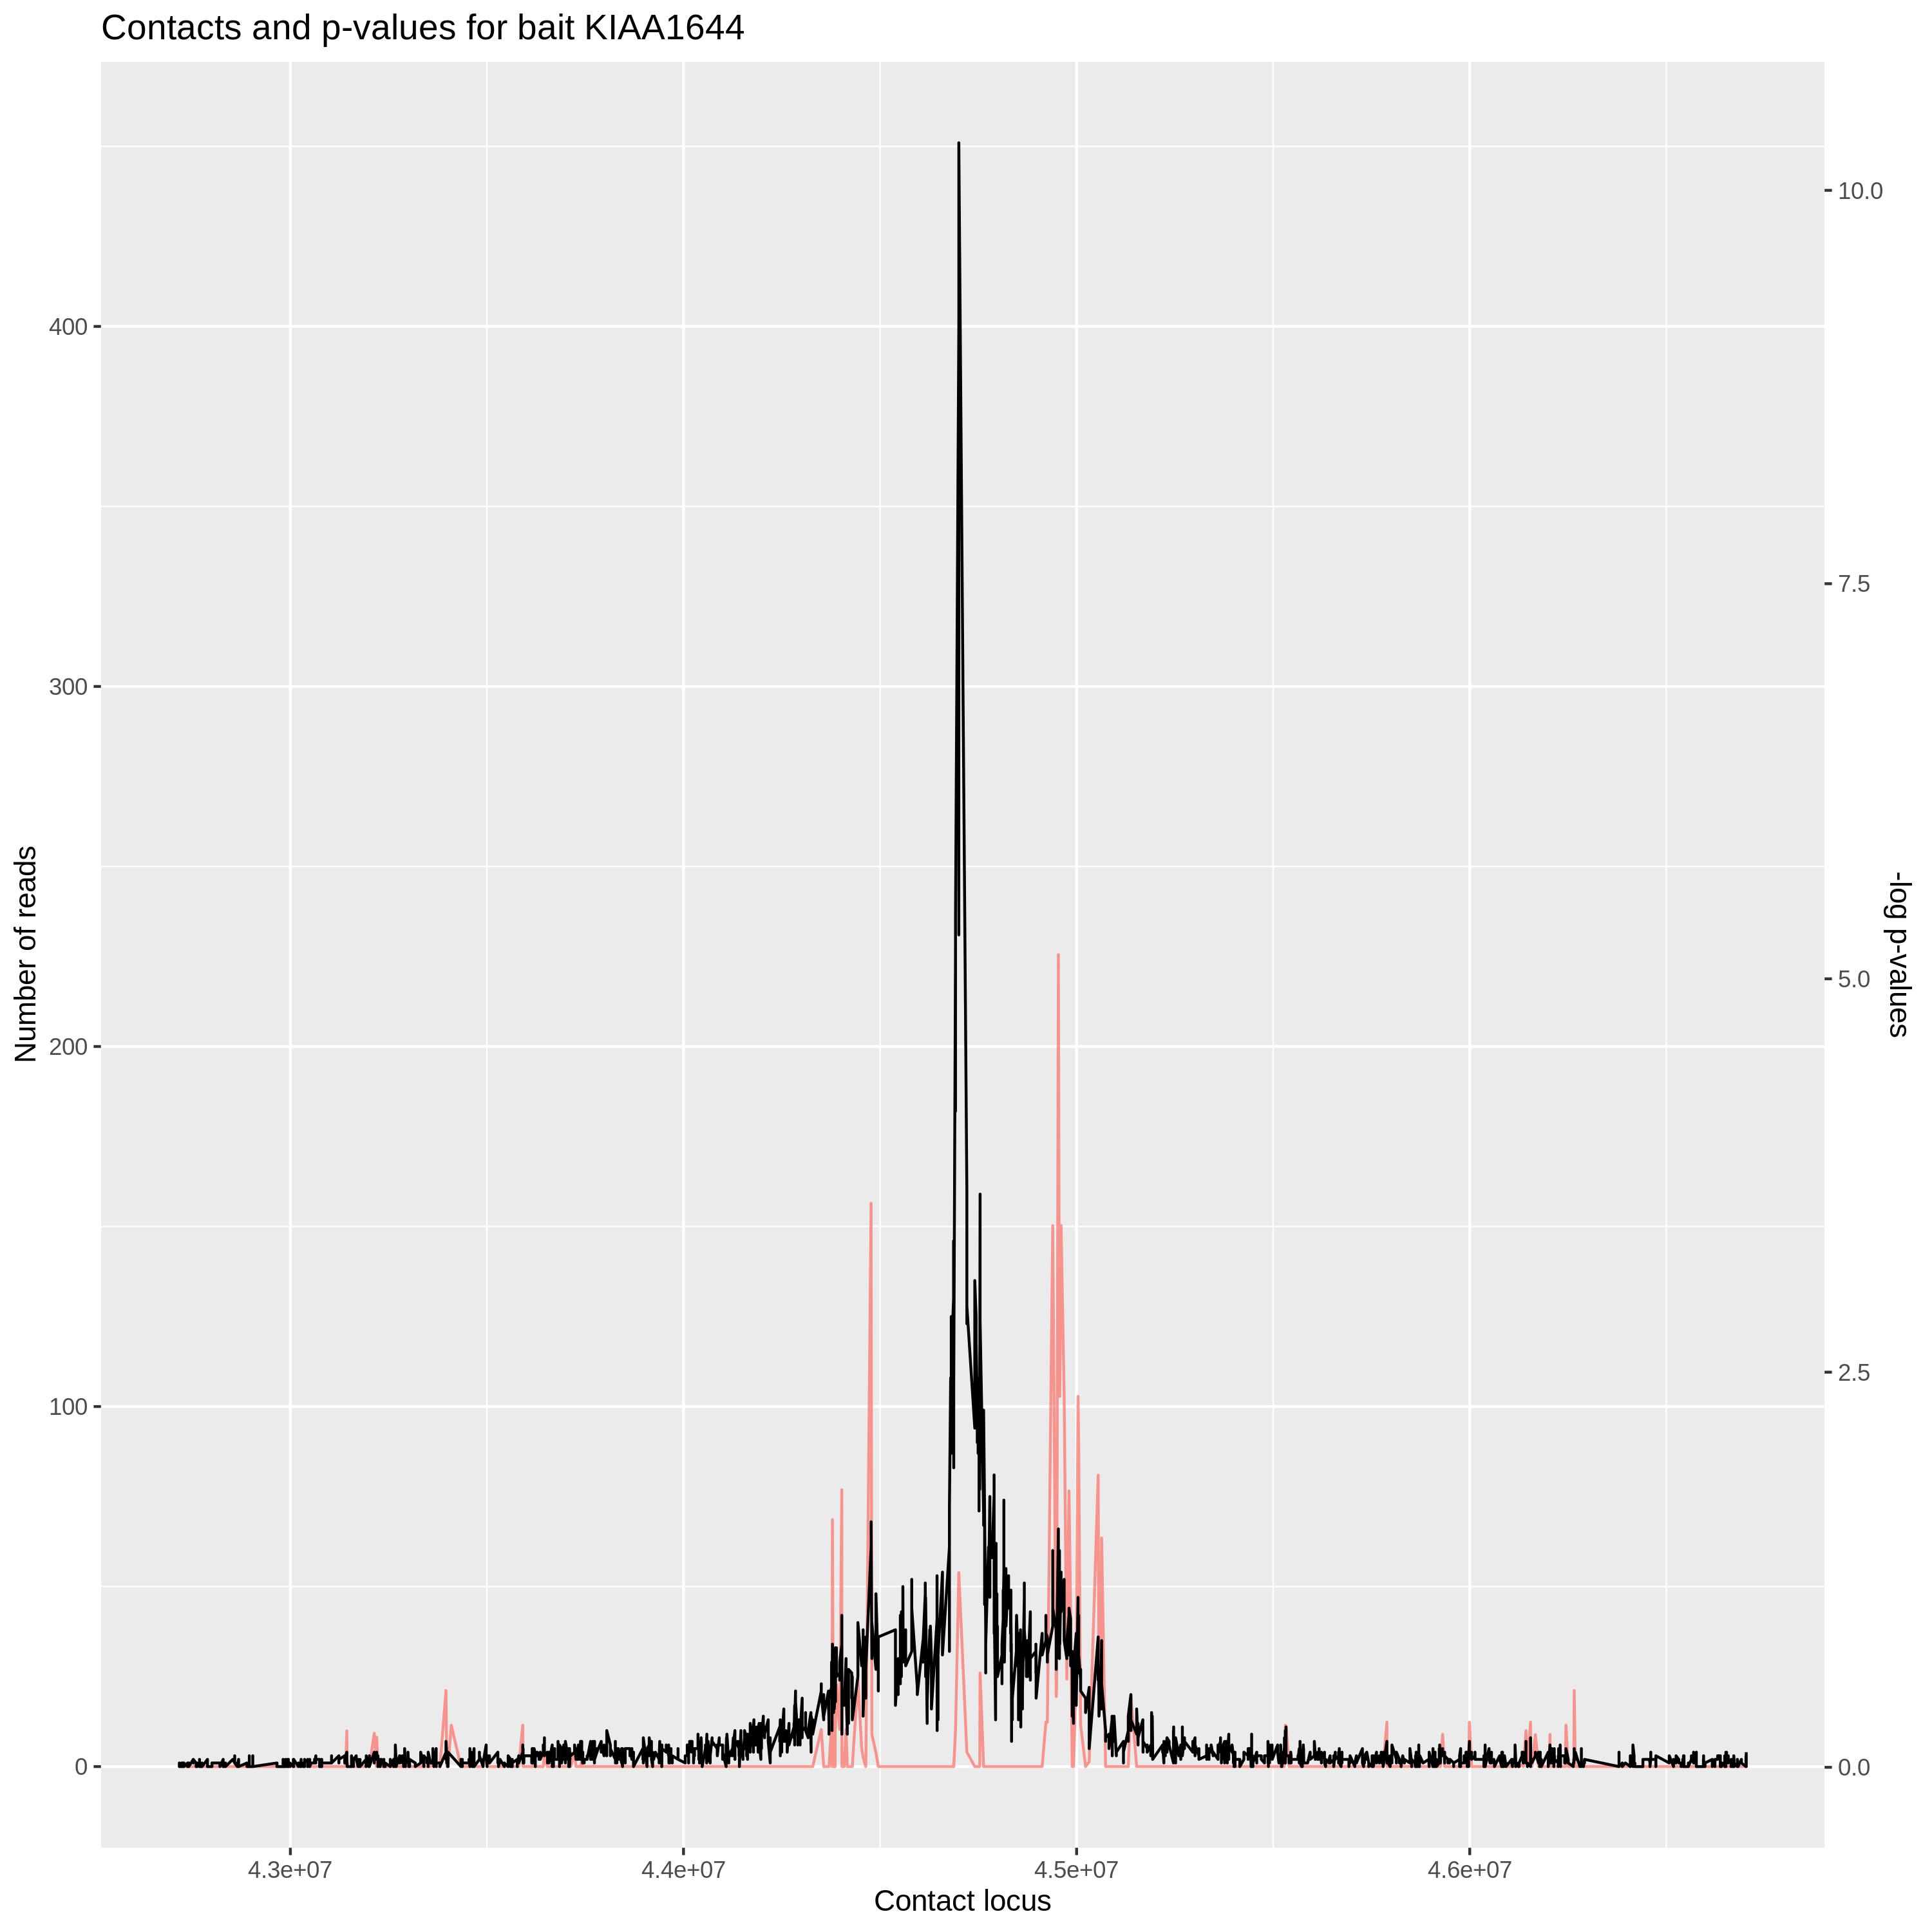 Contacts and p-values for bait KIAA1644
Number of reads
400
300
200
100
0
10.0
7.5
5.0
2.5
0.0
-log p-values
4.3e+07
4.4e+07
4.5e+07
4.6e+07
Contact locus